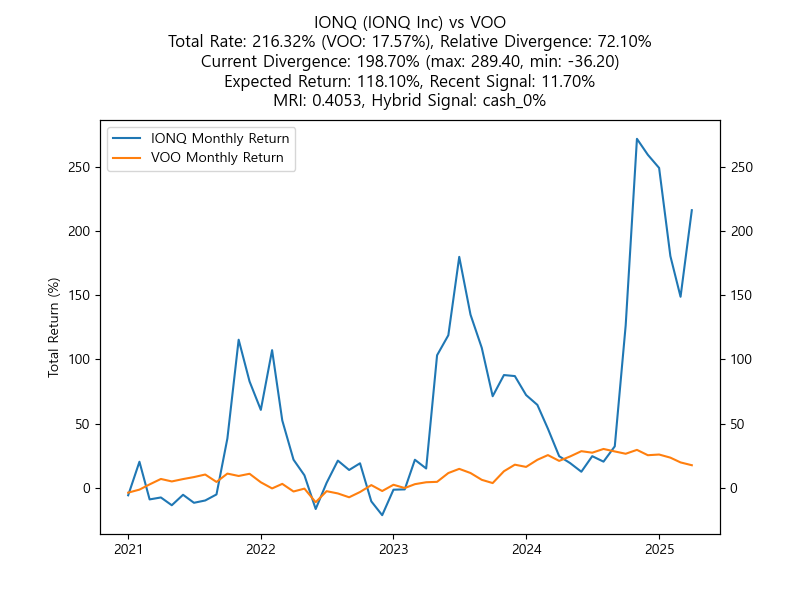 IONQ (IONQ Inc) vs VOO
Total Rate: 216.32% (VOO: 17.57%), Relative Divergence: 72.10%
Current Divergence: 198.70% (max: 289.40, min: -36.20)
Expected Return: 118.10%, Recent Signal: 11.70%
MRI: 0.4053, Hybrid Signal: cash_0%
IONQ Monthly Return
VOO Monthly Return
Total Return (%)
250
200
150
100
50
0
250
200
150
100
50
0
2021
2022
2023
2024
2025